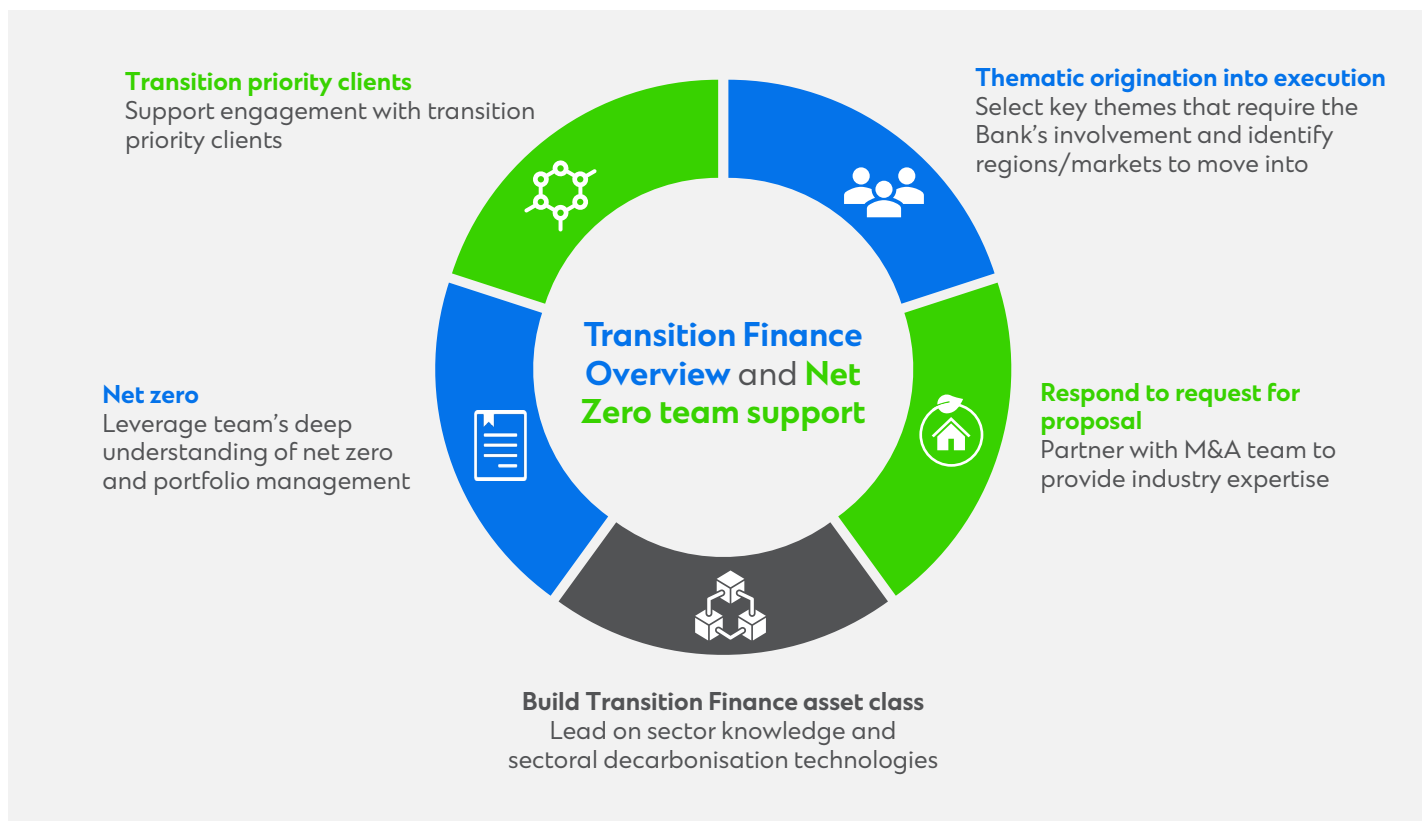 Transition priority clients
Support engagement with transition
priority clients
Thematic origination into execution
Select key themes that require the
Bank’s involvement and identify
regions/markets to move into
Transition Finance
Overview and Net
Zero team support
Net zero
Leverage team’s deep
understanding of net zero
and portfolio management
Respond to request for
proposal
Partner with M&A team to
provide industry expertise
Build Transition Finance asset class
Lead on sector knowledge and
sectoral decarbonisation technologies